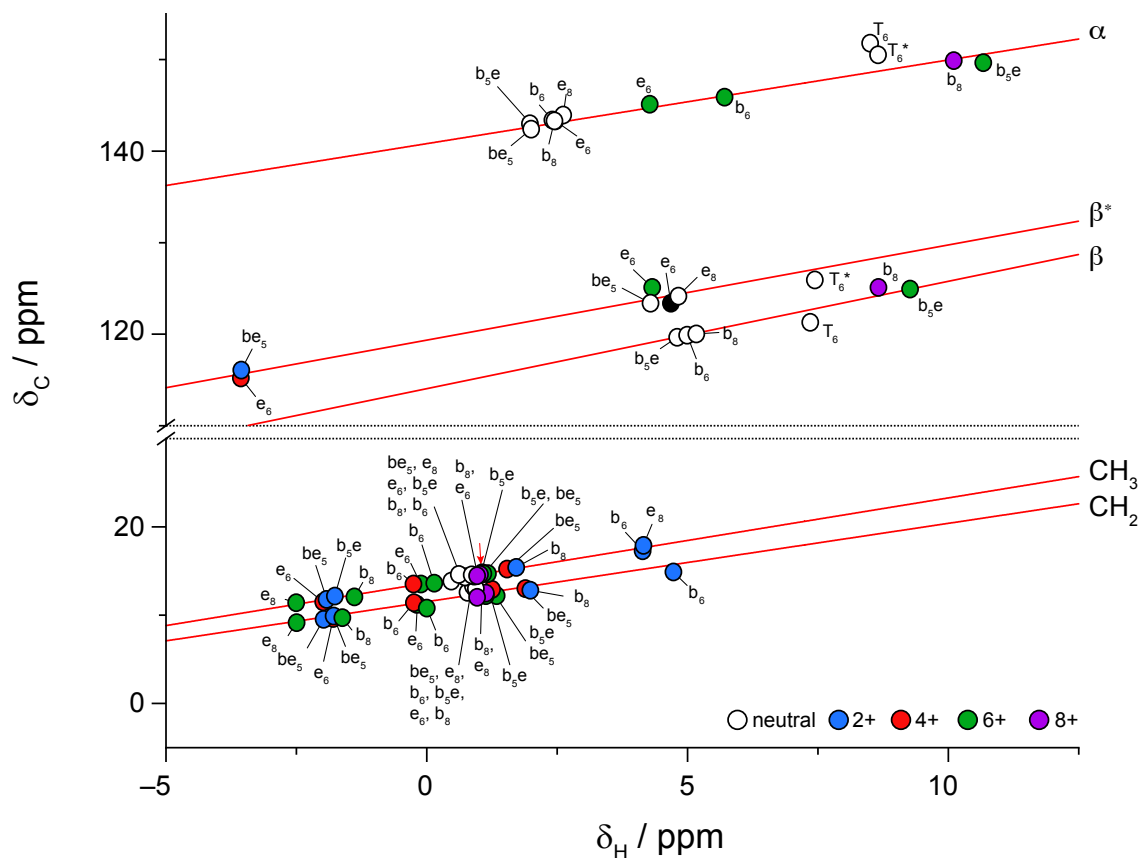 T₆
T₆*
α
b₈
b₅e
b₅e
b₆
e₈
e₆
b₆
be₅
b₈
e₆
140
β*
β
e₆
e₆
e₈
be₅
T₆*
b₈
b₅e
120
b₅e
b₆
b₈
T₆
be₅
e₆
δC / ppm
be₅, e₈
e₆, b₅e
b₈, b₆
b₈,
e₆
b₅e
b₅e, be₅
be₅
b₈
b₆
e₈
CH₃
CH₂
20
b₆
e₆
b₆
b₅e
be₅
e₆
e₈
b₈
b₆
e₈
be₅
e₆
be₅
b₈
b₆
e₆
b₆
be₅, e₈,
b₆, b₅e,
e₆, b₈
b₈,
e₈
b₅e
b₅e
be₅
be₅
b₈
0
neutral 2+ 4+ 6+ 8+
−5 0 5 10
δH / ppm